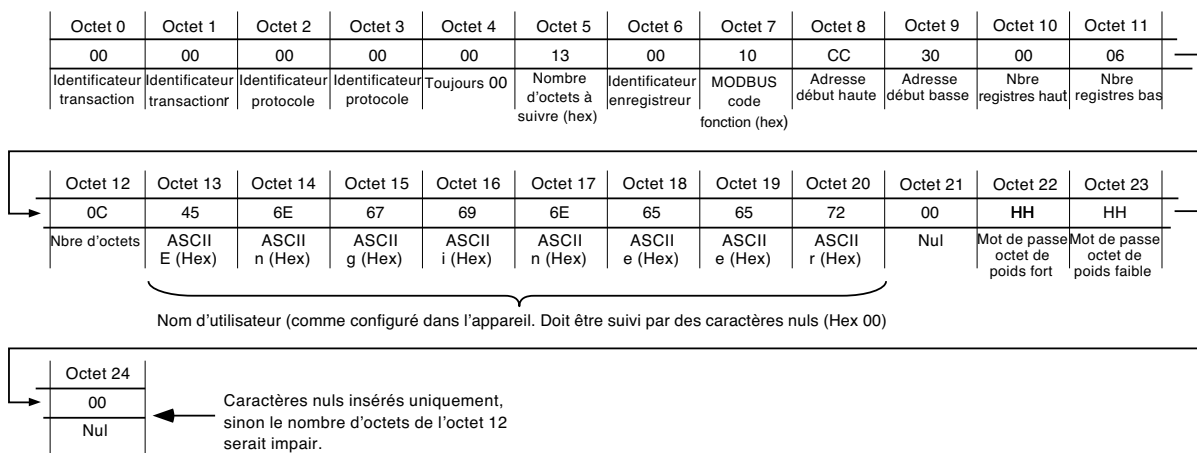 Octet 0 Octet 1 Octet 2 Octet 3 Octet 4 Octet 5 Octet 6 Octet 7 Octet 8 Octet 9 Octet 10 Octet 11
00 00 00 00 00 13 00 10 CC 30 00 06
Identificateur transaction Identificateur transactionr Identificateur protocole Identificateur protocole Toujours 00 Nombre d'octets à suivre (hex) Identificateur enregistreur MODBUS code fonction (hex) Adresse début haute Adresse début basse Nbre registres haut Nbre registres bas
Octet 12 Octet 13 Octet 14 Octet 15 Octet 16 Octet 17 Octet 18 Octet 19 Octet 20 Octet 21 Octet 22 Octet 23
0C 45 6E 67 69 6E 65 65 72 00 HH HH
Nbre d'octets ASCII E (Hex) ASCII n (Hex) ASCII g (Hex) ASCII i (Hex) ASCII n (Hex) ASCII e (Hex) ASCII e (Hex) ASCII r (Hex) Nul Mot de passe octet de poids fort Mot de passe octet de poids faible
Nom d'utilisateur (comme configuré dans l'appareil. Doit être suivi par des caractères nuls (Hex 00)
Octet 24
00
Nul
Caractères nuls insérés uniquement,
sinon le nombre d'octets de l'octet 12
serait impair.